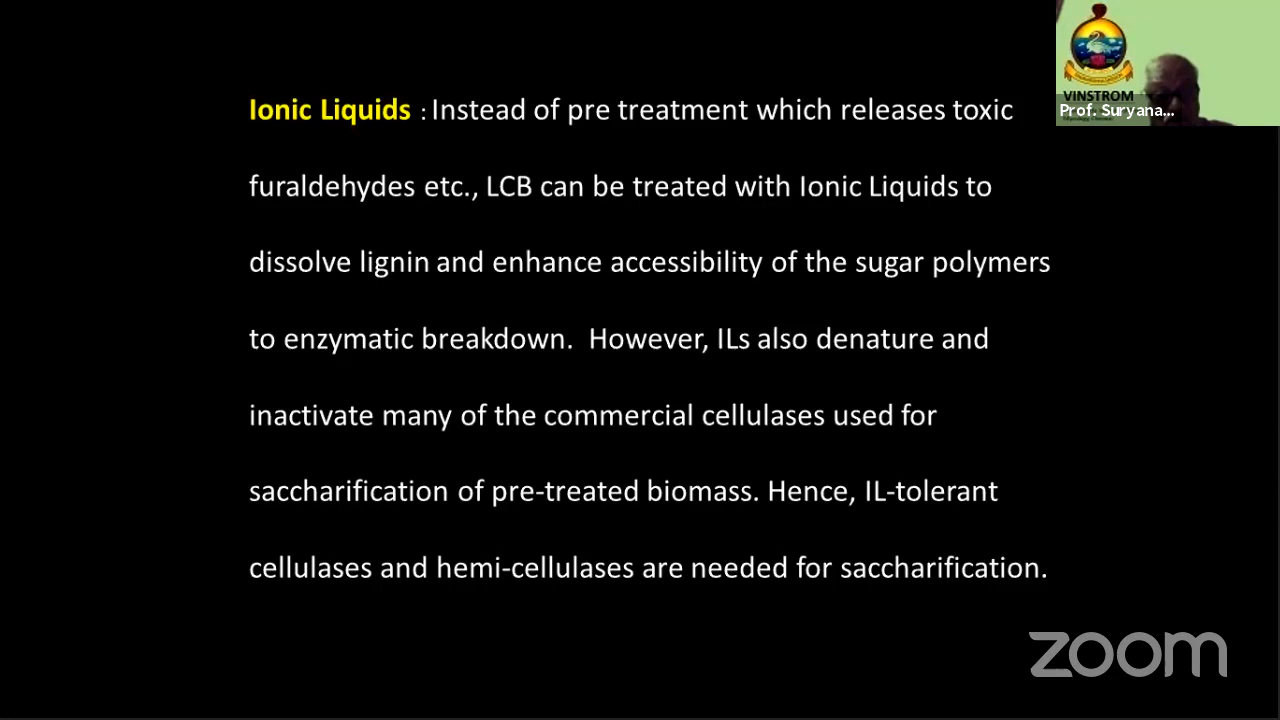 Ionic Liquids : Instead of pre treatment which releases toxic
furaldehydes etc., LCB can be treated with Ionic Liquids to
dissolve lignin and enhance accessibility of the sugar polymers
to enzymatic breakdown. However, ILs also denature and
inactivate many of the commercial cellulases used for
saccharification of pre-treated biomass. Hence, IL-tolerant
cellulases and hemi-cellulases are needed for saccharification.
VINSTROM
Prof. Suryana...
zoom